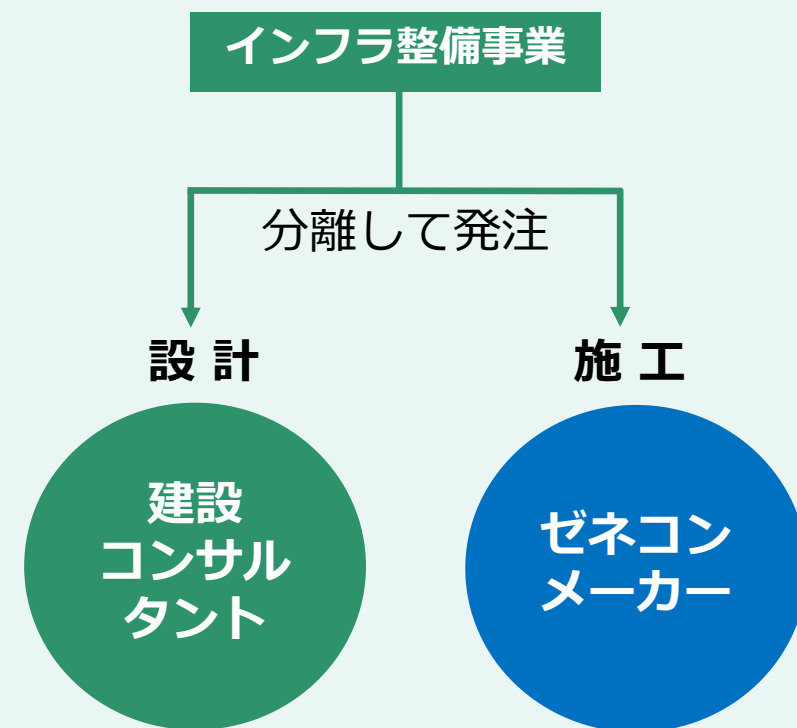 インフラ整備事業
分離して発注
設 計
施 工
建設
コンサル
タント
ゼネコン
メーカー